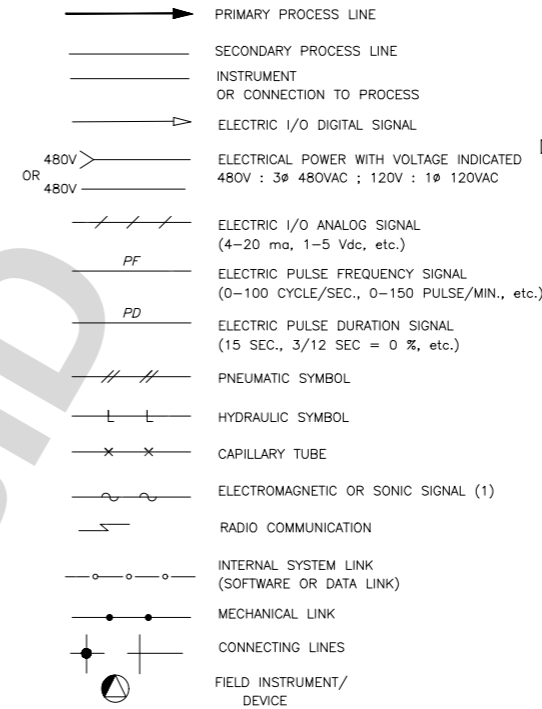 PRIMARY PROCESS LINE
SECONDARY PROCESS LINE
INSTRUMENT
OR CONNECTION TO PROCESS
ELECTRIC I/O DIGITAL SIGNAL
480V
OR
480V
ELECTRICAL POWER WITH VOLTAGE INDICATED
480V : 3ø 480VAC ; 120V : 1ø 120VAC
ELECTRIC I/O ANALOG SIGNAL
(4–20 ma, 1–5 Vdc, etc.)
PF
ELECTRIC PULSE FREQUENCY SIGNAL
(0–100 CYCLE/SEC., 0–150 PULSE/MIN., etc.)
PD
ELECTRIC PULSE DURATION SIGNAL
(15 SEC., 3/12 SEC = 0 %, etc.)
PNEUMATIC SYMBOL
HYDRAULIC SYMBOL
CAPILLARY TUBE
ELECTROMAGNETIC OR SONIC SIGNAL (1)
RADIO COMMUNICATION
INTERNAL SYSTEM LINK
(SOFTWARE OR DATA LINK)
MECHANICAL LINK
CONNECTING LINES
FIELD INSTRUMENT/
DEVICE